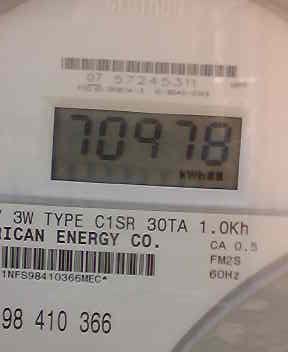 07 57245311
70978
kWh
3W TYPE C1SR 30TA 1.0Kh
RICAN ENERGY CO.
CA 0.5
FM2S
60Hz
1NFS98410366MEC*
98 410 366